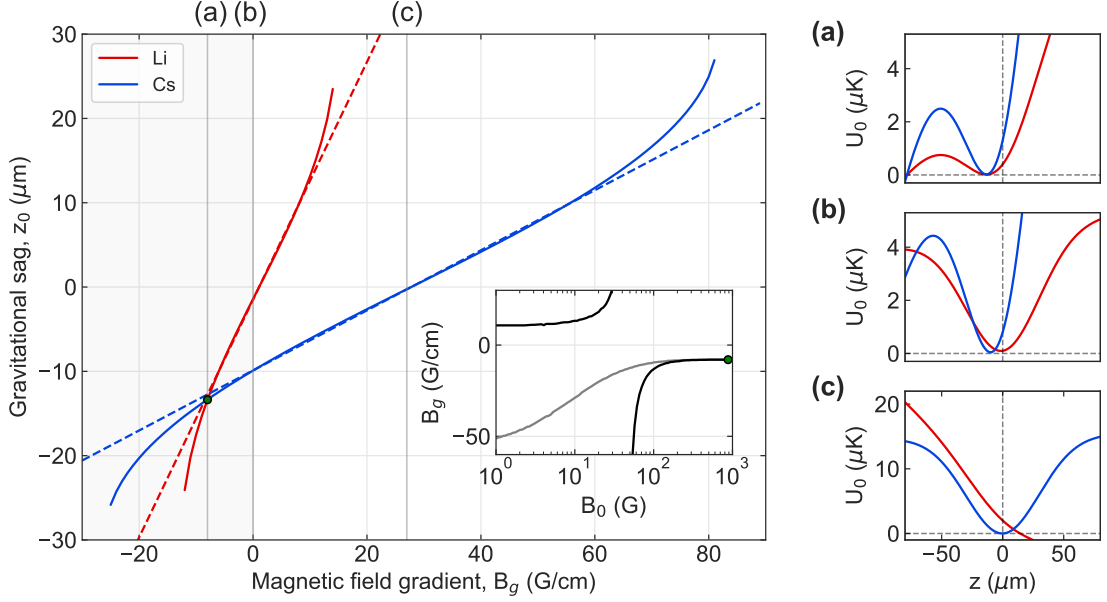 (a) (b) (c)
30
20
10
0
−10
−20
−30
Gravitational sag, z0 (μm)
Li
Cs
−20 0 20 40 60 80
Magnetic field gradient, Bg (G/cm)
0
−50
Bg (G/cm)
10^0 10^1 10^2 10^3
B0 (G)
(a)
4
0
U0 (μK)
(b)
4
0
U0 (μK)
(c)
20
10
0
U0 (μK)
−50 0 50
z (μm)